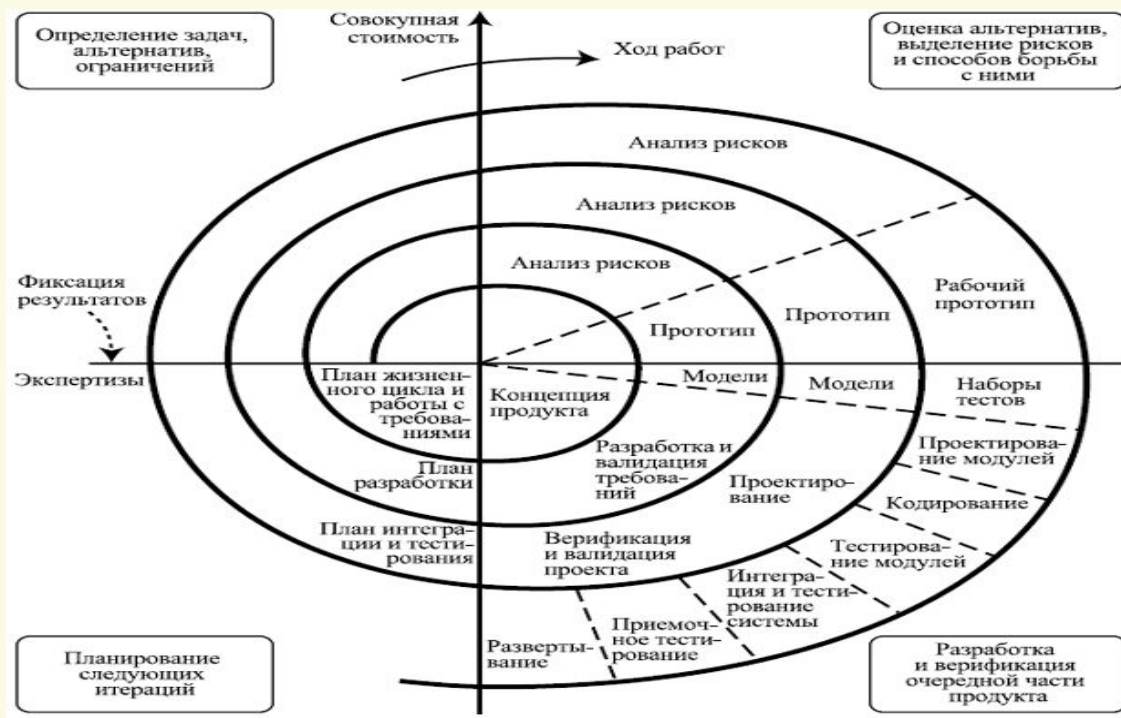 Определение задач,
альтернатив,
ограничений
Совокупная
стоимость
Ход работ
Оценка альтернатив,
выделение рисков
и способов борьбы
с ними
Анализ рисков
Анализ рисков
Анализ рисков
Фиксация
результатов
Рабочий
прототип
Прототип
Прототип
Экспертизы
План жизнен-
ного цикла и
работы с
требова-
ниями
Концепция
продукта
Модели
Модели
Наборы
тестов
План
разработки
Разработка и
валидация
требова-
ний
Проектиро-
вание
Проектирова-
ние модулей
Кодирование
План интегра-
ции и тести-
рования
Верификация
и валидация
проекта
Тестирова-
ние модулей
Интегра-
ция и тести-
рование
системы
Приемоч-
ное тести-
рование
Разверты-
вание
Планирование
следующих
итераций
Разработка
и верификация
очередной части
продукта